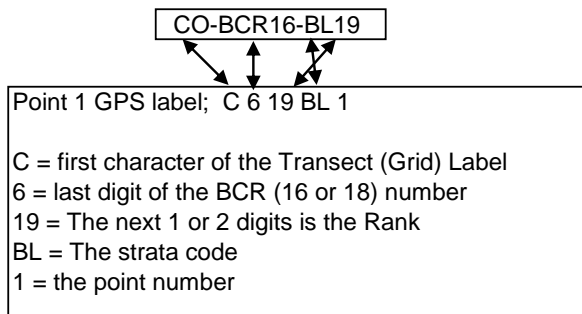 CO-BCR16-BL19
Point 1 GPS label;  C 6 19 BL 1
C = first character of the Transect (Grid) Label
6 = last digit of the BCR (16 or 18) number
19 = The next 1 or 2 digits is the Rank
BL = The strata code
1 = the point number